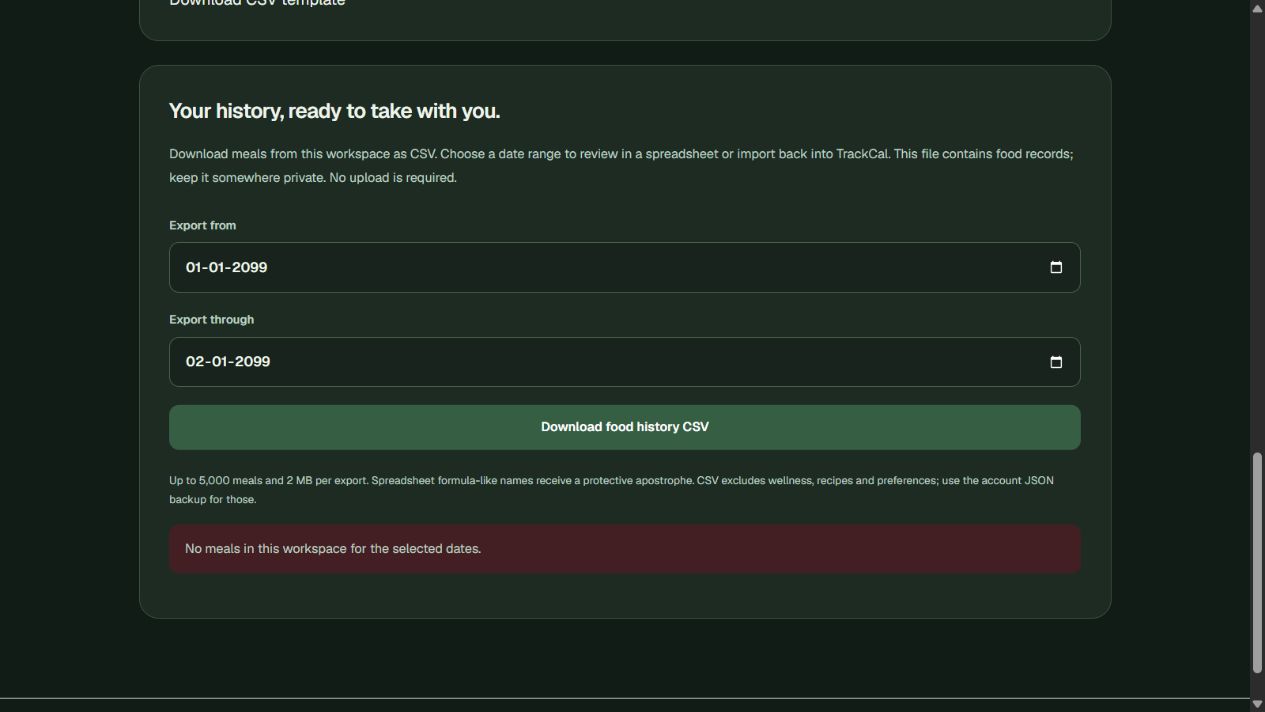 Download CSV template
Your history, ready to take with you.
Download meals from this workspace as CSV. Choose a date range to review in a spreadsheet or import back into TrackCal. This file contains food records;
keep it somewhere private. No upload is required.
Export from
01-01-2099
Export through
02-01-2099
Download food history CSV
Up to 5,000 meals and 2 MB per export. Spreadsheet formula-like names receive a protective apostrophe. CSV excludes wellness, recipes and preferences; use the account JSON
backup for those.
No meals in this workspace for the selected dates.